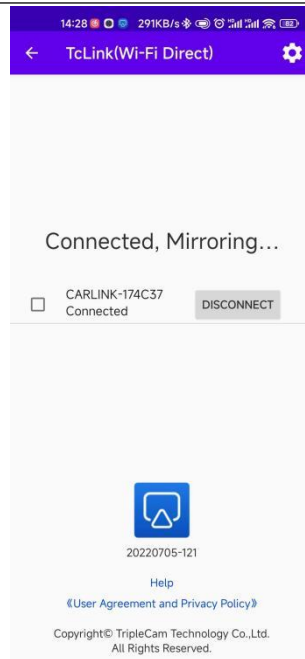 14:28 291KB/s 82
TcLink(Wi-Fi Direct)
Connected, Mirroring...
CARLINK-174C37
Connected
DISCONNECT
20220705-121
Help
《User Agreement and Privacy Policy》
Copyright© TripleCam Technology Co.,Ltd.
All Rights Reserved.